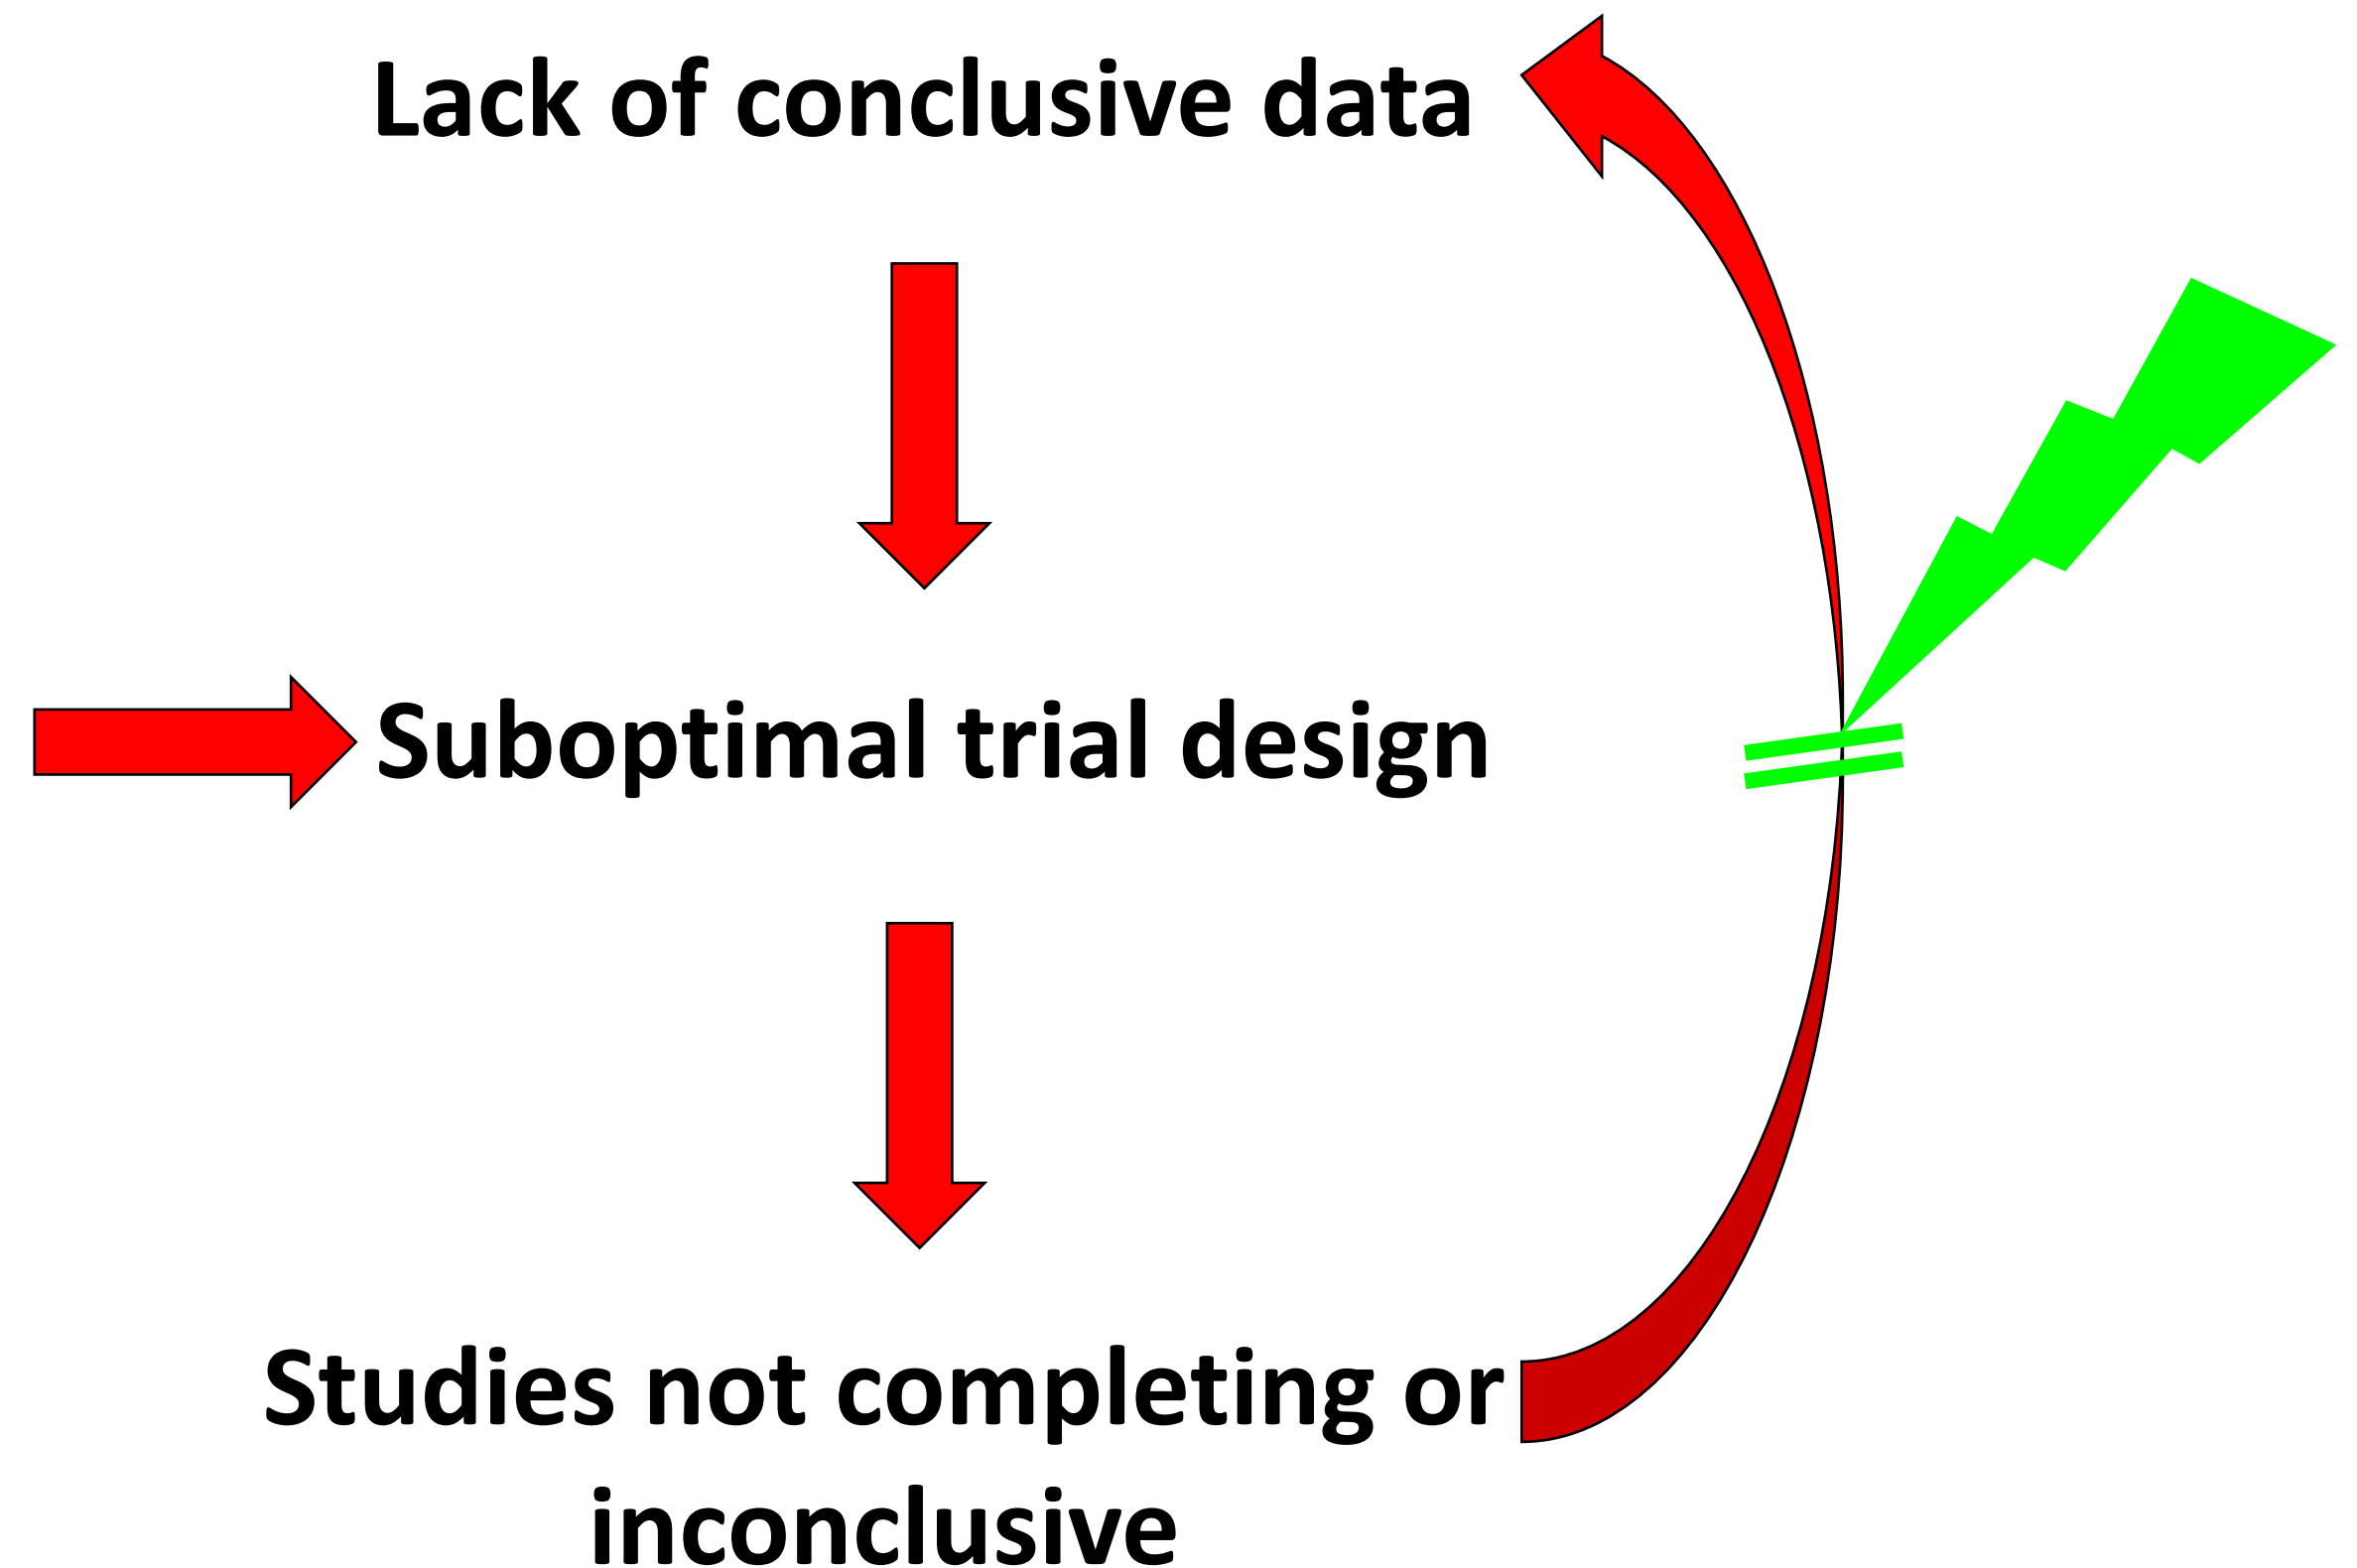 Lack of conclusive data
Suboptimal trial design
Studies not completing or
inconclusive